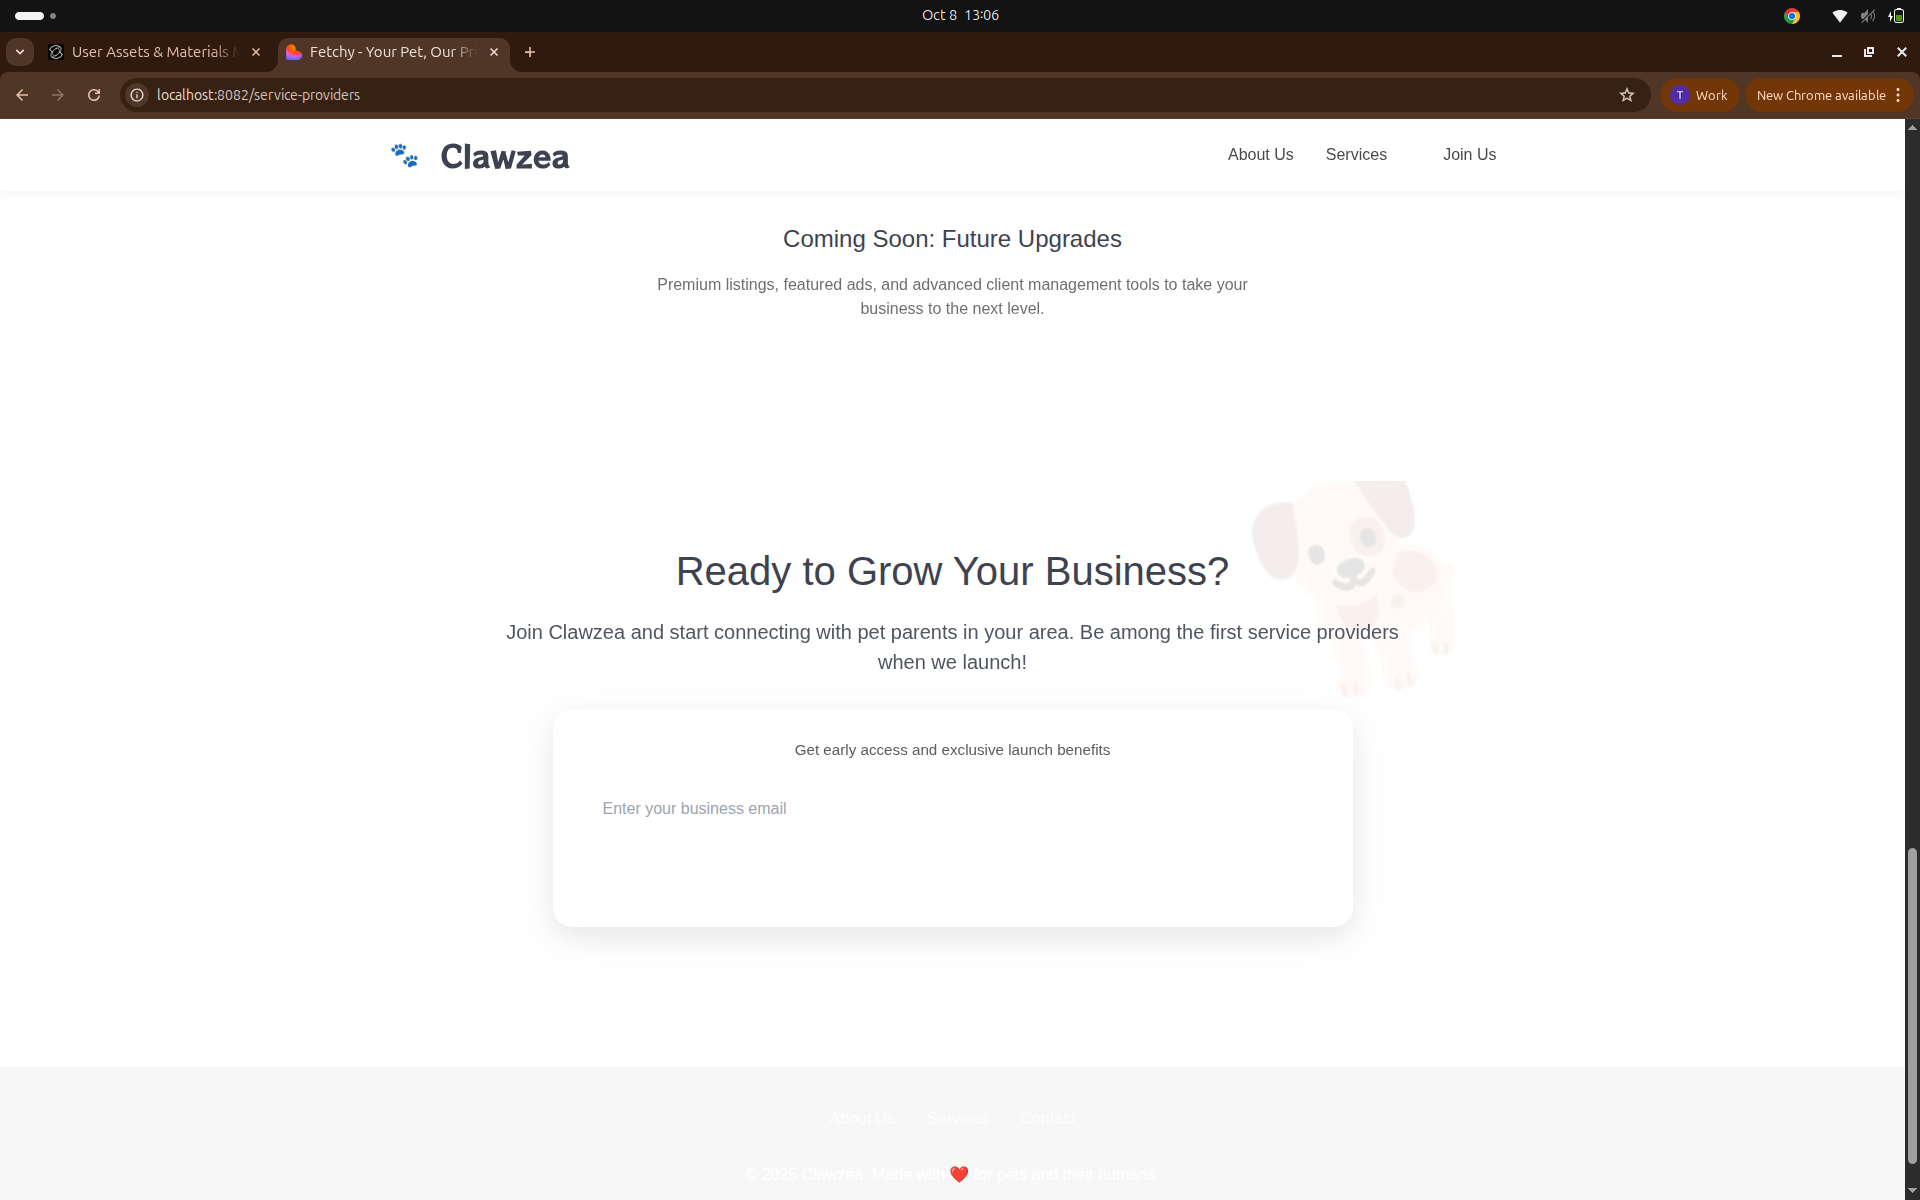 Oct 8 13:06
User Assets & Materials
Fetchy - Your Pet, Our Pr
localhost:8082/service-providers
T
Work
New Chrome available
Clawzea
About Us
Services
Join Us
Coming Soon: Future Upgrades
Premium listings, featured ads, and advanced client management tools to take your
business to the next level.
Ready to Grow Your Business?
Join Clawzea and start connecting with pet parents in your area. Be among the first service providers
when we launch!
Get early access and exclusive launch benefits
Enter your business email
About Us
Services
Contact
© 2025 Clawzea. Made with ❤️ for pets and their humans.